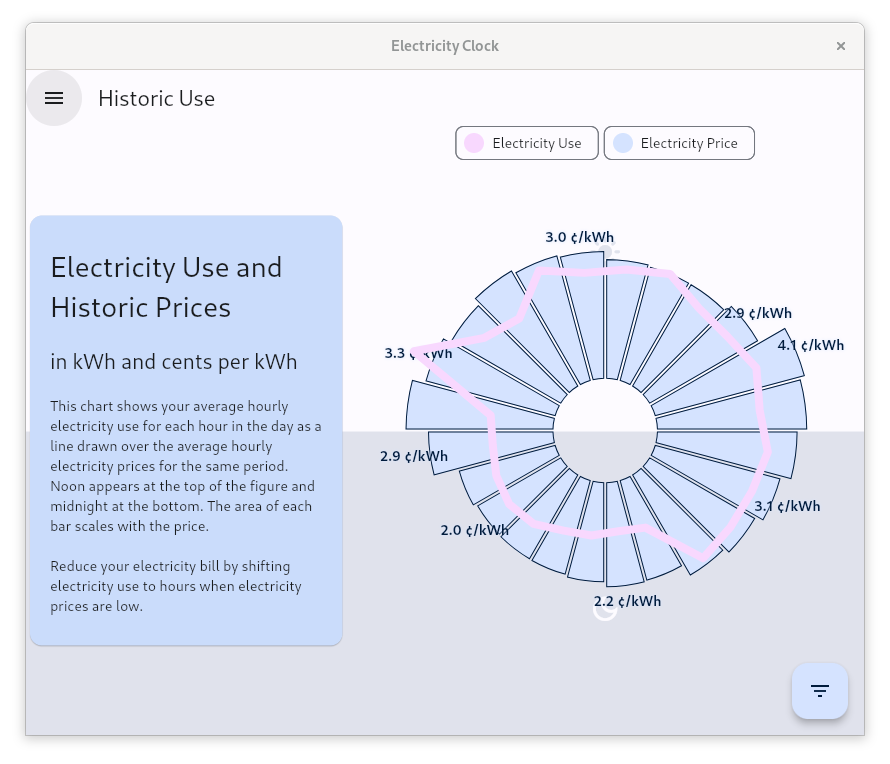 Electricity Clock
Historic Use
Electricity Use
Electricity Price
Electricity Use and
Historic Prices
in kWh and cents per kWh
This chart shows your average hourly
electricity use for each hour in the day as a
line drawn over the average hourly
electricity prices for the same period.
Noon appears at the top of the figure and
midnight at the bottom. The area of each
bar scales with the price.
Reduce your electricity bill by shifting
electricity use to hours when electricity
prices are low.
3.0 ¢/kWh
2.9 ¢/kWh
4.1 ¢/kWh
3.3 ¢/kWh
2.9 ¢/kWh
3.1 ¢/kWh
2.0 ¢/kWh
2.2 ¢/kWh